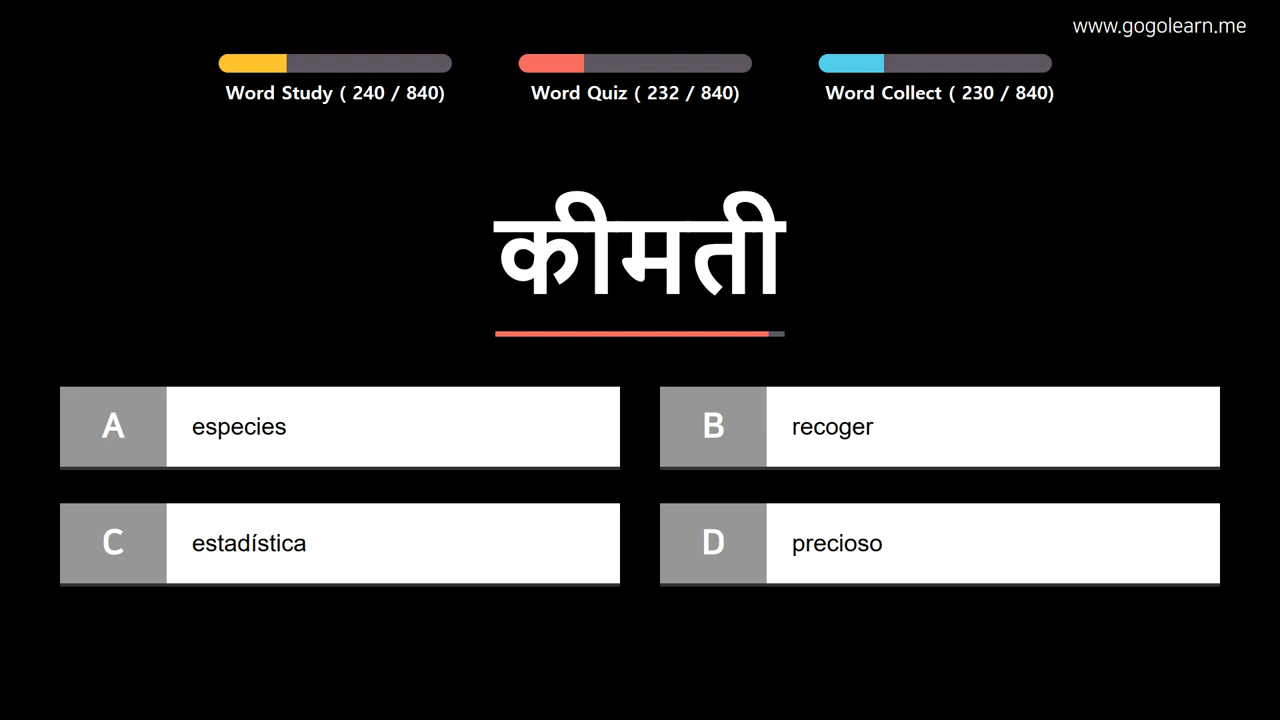 www.gogolearn.me
Word Study ( 240 / 840)
Word Quiz ( 232 / 840)
Word Collect ( 230 / 840)
कीमती
A especies
B recoger
C estadística
D precioso